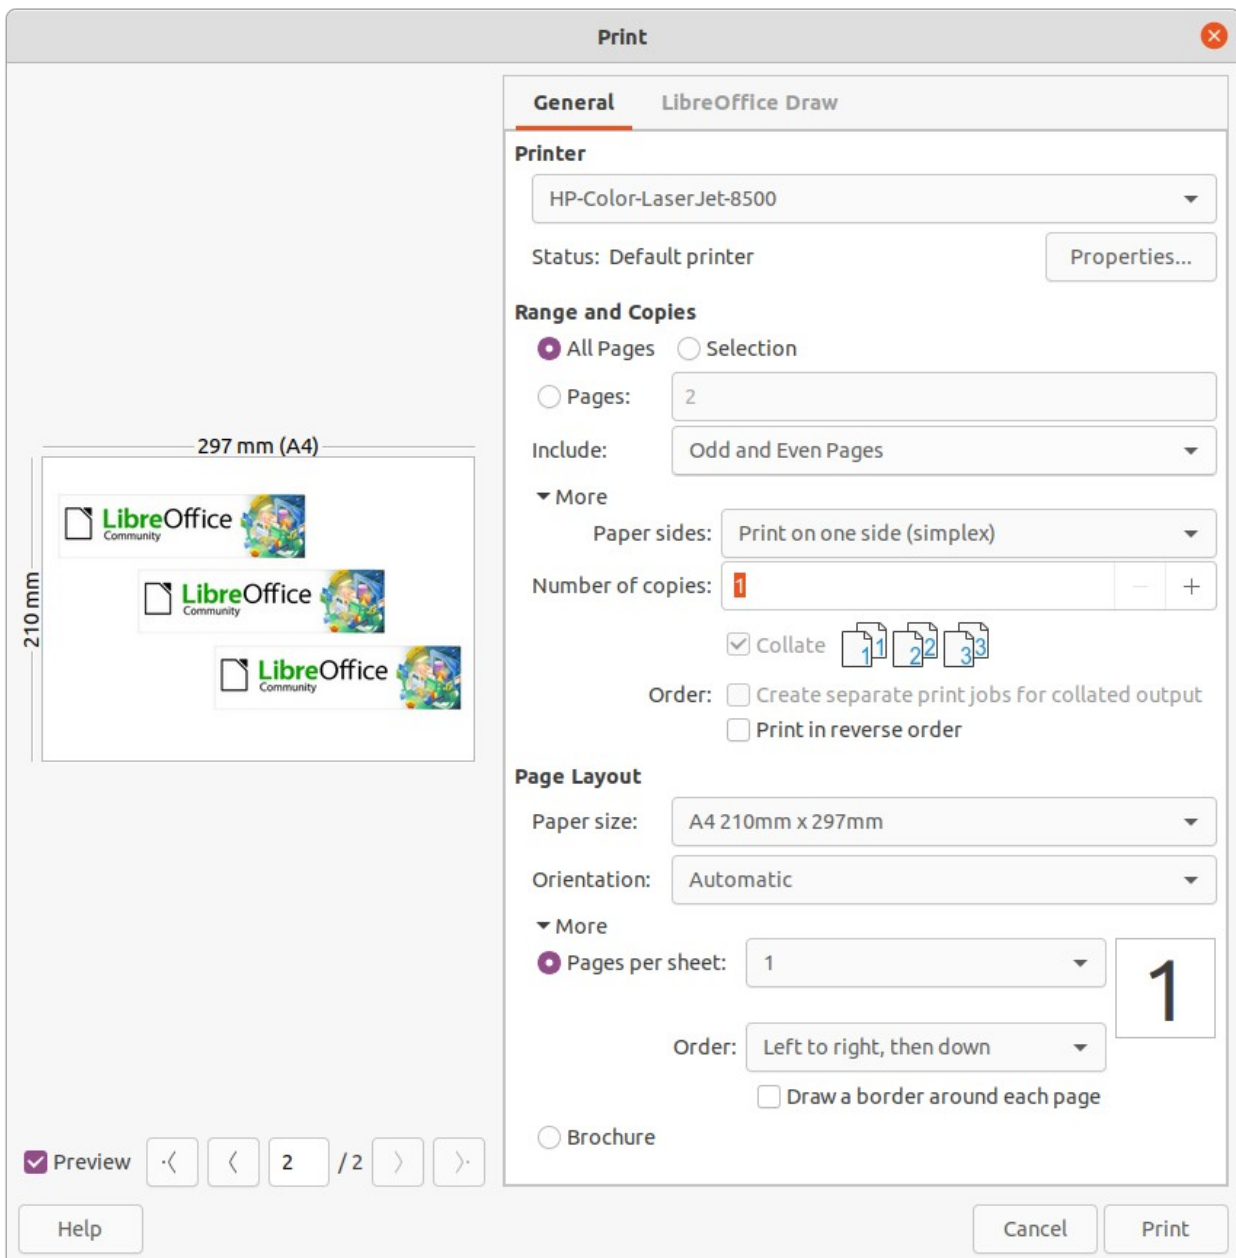 Print
General LibreOffice Draw
Printer
HP-Color-LaserJet-8500
Status: Default printer Properties...
Range and Copies
All Pages Selection
Pages: 2
Include: Odd and Even Pages
More
Paper sides: Print on one side (simplex)
Number of copies: 1
Collate 1 1 2 2 3 3
Order: Create separate print jobs for collated output
Print in reverse order
Page Layout
Paper size: A4 210mm x 297mm
Orientation: Automatic
More
Pages per sheet: 1
1
Order: Left to right, then down
Draw a border around each page
Brochure
297 mm (A4)
210 mm
LibreOffice
Community
LibreOffice
Community
LibreOffice
Community
Preview 2 / 2
Help Cancel Print